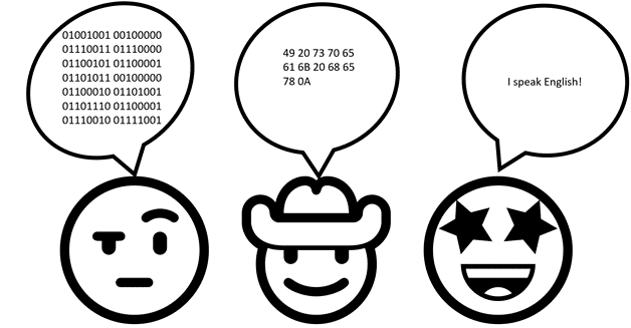 01001001 00100000
01110011 01110000
01100101 01100001
01101011 00100000
01100010 01101001
01101110 01100001
01110010 01111001
49 20 73 70 65
61 6B 20 68 65
78 0A
I speak English!